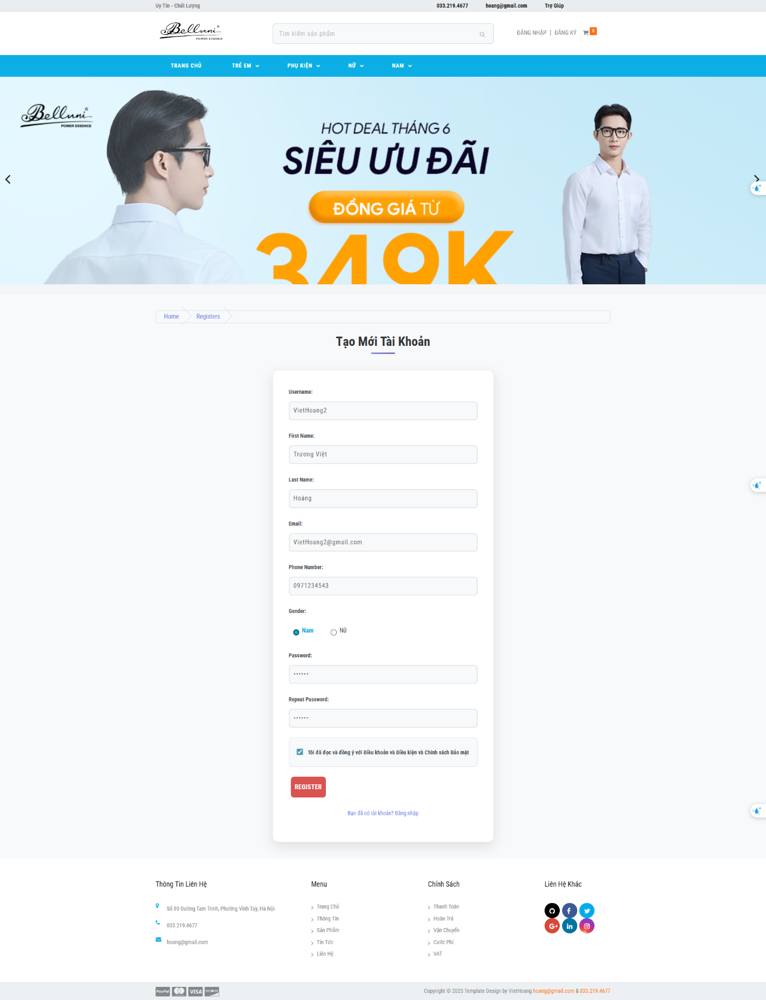 Uy Tín - Chất Lượng
033.219.4677
hoang@gmail.com
Trợ Giúp
Belluni®
POWER ESSENCE
Tìm kiếm sản phẩm
ĐĂNG NHẬP | ĐĂNG KÝ
0
TRANG CHỦ
TRẺ EM
PHỤ KIỆN
NỮ
NAM
Belluni®
POWER ESSENCE
HOT DEAL THÁNG 6
SIÊU ƯU ĐÃI
ĐỒNG GIÁ TỪ
349K
Home
Registers
Tạo Mới Tài Khoản
Username:
VietHoang2
First Name:
Trương Việt
Last Name:
Hoàng
Email:
VietHoang2@gmail.com
Phone Number:
0971234543
Gender:
Nam
Nữ
Password:
••••••
Repeat Password:
••••••
Tôi đã đọc và đồng ý với Điều khoản và Điều kiện và Chính sách Bảo mật
REGISTER
Bạn đã có tài khoản? Đăng nhập
Thông Tin Liên Hệ
Số 89 Đường Tam Trinh, Phường Vĩnh Tuy, Hà Nội
033.219.4677
hoang@gmail.com
Menu
Trang Chủ
Thông Tin
Sản Phẩm
Tin Tức
Liên Hệ
Chính Sách
Thanh Toán
Hoàn Trả
Vận Chuyển
Cước Phí
VAT
Liên Hệ Khác
PayPal
VISA
DISCOVER
Copyright © 2025 Template Design by VietHoang hoang@gmail.com & 033.219.4677